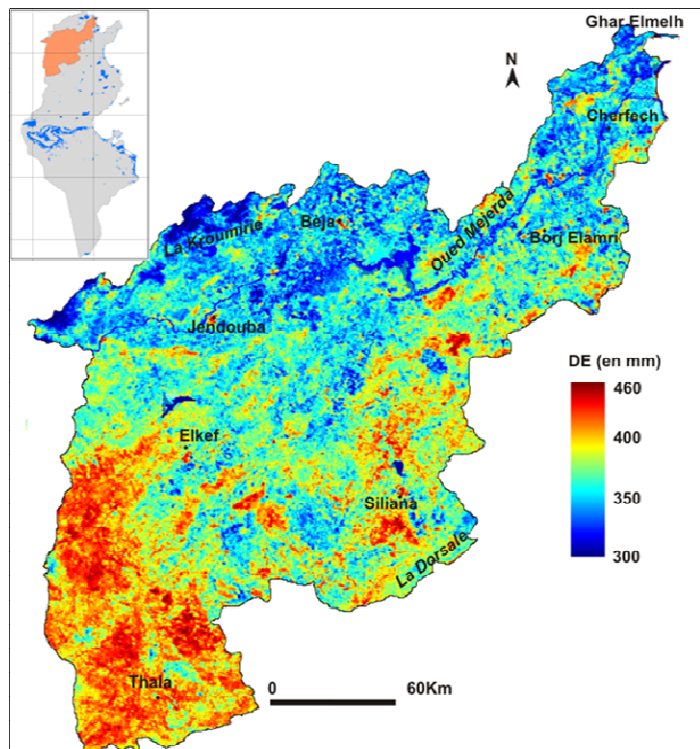 Ghar Elmelh
N
Cherfech
La Kroumirie
Beja
Oued Mejerda
Borj Elamri
Jendouba
DE (en mm)
460
400
350
300
Elkef
Siliana
La Dorsale
Thala
0 60Km